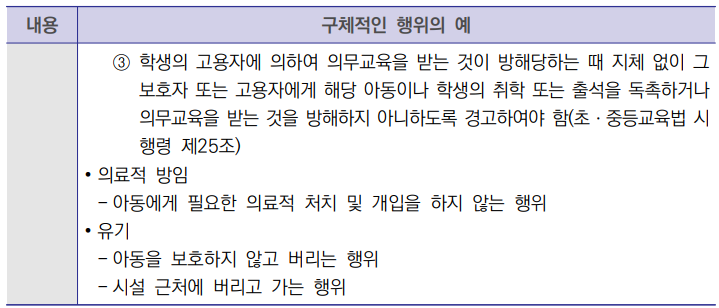 내용 구체적인 행위의 예
③ 학생의 고용자에 의하여 의무교육을 받는 것이 방해당하는 때 지체 없이 그
보호자 또는 고용자에게 해당 아동이나 학생의 취학 또는 출석을 독촉하거나
의무교육을 받는 것을 방해하지 아니하도록 경고하여야 함(초·중등교육법 시
행령 제25조)
• 의료적 방임
- 아동에게 필요한 의료적 처치 및 개입을 하지 않는 행위
• 유기
- 아동을 보호하지 않고 버리는 행위
- 시설 근처에 버리고 가는 행위